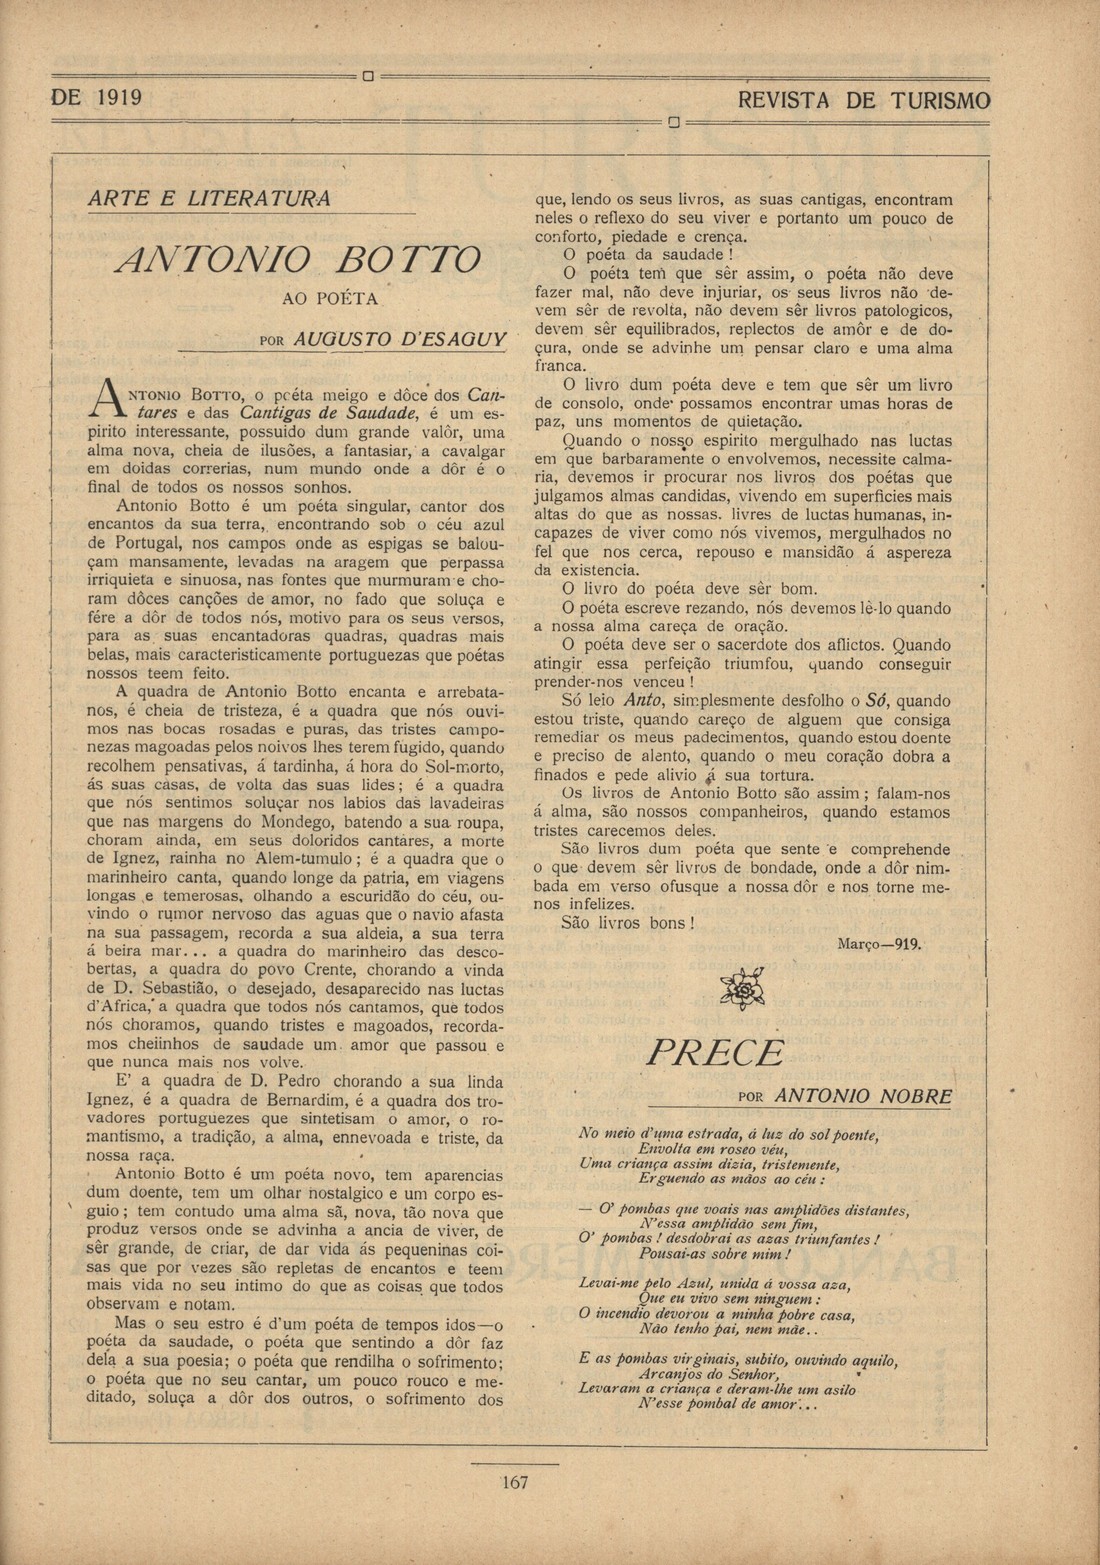 DE 1919
REVISTA DE TURISMO
ARTE E LITERATURA
ANTONIO BOTTO
AO POÉTA
POR AUGUSTO D'ESAGUY
ANTONIO BOTTO, o poéta meigo e dôce dos Can-
tares e das Cantigas de Saudade, é um es-
pirito interessante, possuido dum grande valôr, uma
alma nova, cheia de ilusões, a fantasiar, a cavalgar
em doidas correrias, num mundo onde a dôr é o
final de todos os nossos sonhos.
Antonio Botto é um poéta singular, cantor dos
encantos da sua terra, encontrando sob o céu azul
de Portugal, nos campos onde as espigas se balou-
çam mansamente, levadas na aragem que perpassa
irriquieta e sinuosa, nas fontes que murmuram e cho-
ram dôces canções de amor, no fado que soluça e
fére a dôr de todos nós, motivo para os seus versos,
para as suas encantadoras quadras, quadras mais
belas, mais caracteristicamente portuguezas que poétas
nossos teem feito.
A quadra de Antonio Botto encanta e arrebata-
nos, é cheia de tristeza, é a quadra que nós ouvi-
mos nas bocas rosadas e puras, das tristes campo-
nezas magoadas pelos noivos lhes terem fugido, quando
recolhem pensativas, á tardinha, á hora do Sol-morto,
ás suas casas, de volta das suas lides; é a quadra
que nós sentimos soluçar nos labios das lavadeiras
que nas margens do Mondego, batendo a sua roupa,
choram ainda, em seus doloridos cantares, a morte
de Ignez, rainha no Alem-tumulo; é a quadra que o
marinheiro canta, quando longe da patria, em viagens
longas e temerosas, olhando a escuridão do céu, ou-
vindo o rumor nervoso das aguas que o navio afasta
na sua passagem, recorda a sua aldeia, a sua terra
á beira mar... a quadra do marinheiro das desco-
bertas, a quadra do povo Crente, chorando a vinda
de D. Sebastião, o desejado, desaparecido nas luctas
d'Africa, a quadra que todos nós cantamos, que todos
nós choramos, quando tristes e magoados, recorda-
mos cheiinhos de saudade um amor que passou e
que nunca mais nos volve.
E' a quadra de D. Pedro chorando a sua linda
Ignez, é a quadra de Bernardim, é a quadra dos tro-
vadores portuguezes que sintetisam o amor, o ro-
mantismo, a tradição, a alma, ennevoada e triste, da
nossa raça.
Antonio Botto é um poéta novo, tem aparencias
dum doente, tem um olhar nostalgico e um corpo es-
guio; tem contudo uma alma sã, nova, tão nova que
produz versos onde se advinha a ancia de viver, de
sêr grande, de criar, de dar vida ás pequeninas coi-
sas que por vezes são repletas de encantos e teem
mais vida no seu intimo do que as coisas que todos
observam e notam.
Mas o seu estro é d'um poéta de tempos idos—o
poéta da saudade, o poéta que sentindo a dôr faz
dela a sua poesia; o poéta que rendilha o sofrimento;
o poéta que no seu cantar, um pouco rouco e me-
ditado, soluça a dôr dos outros, o sofrimento dos
que, lendo os seus livros, as suas cantigas, encontram
neles o reflexo do seu viver e portanto um pouco de
conforto, piedade e crença.
O poéta da saudade!
O poéta tem que sêr assim, o poéta não deve
fazer mal, não deve injuriar, os seus livros não de-
vem sêr de revolta, não devem sêr livros patologicos,
devem sêr equilibrados, replectos de amôr e de do-
çura, onde se advinhe um pensar claro e uma alma
franca.
O livro dum poéta deve e tem que sêr um livro
de consolo, onde possamos encontrar umas horas de
paz, uns momentos de quietação.
Quando o nosso espirito mergulhado nas luctas
em que barbaramente o envolvemos, necessite calma-
ria, devemos ir procurar nos livros dos poétas que
julgamos almas candidas, vivendo em superficies mais
altas do que as nossas. livres de luctas humanas, in-
capazes de viver como nós vivemos, mergulhados no
fel que nos cerca, repouso e mansidão á aspereza
da existencia.
O livro do poéta deve sêr bom.
O poéta escreve rezando, nós devemos lê-lo quando
a nossa alma careça de oração.
O poéta deve ser o sacerdote dos aflictos. Quando
atingir essa perfeição triumfou, quando conseguir
prender-nos venceu!
Só leio Anto, simplesmente desfolho o Só, quando
estou triste, quando careço de alguem que consiga
remediar os meus padecimentos, quando estou doente
e preciso de alento, quando o meu coração dobra a
finados e pede alivio á sua tortura.
Os livros de Antonio Botto são assim; falam-nos
á alma, são nossos companheiros, quando estamos
tristes carecemos deles.
São livros dum poéta que sente e comprehende
o que devem sêr livros de bondade, onde a dôr nim-
bada em verso ofusque a nossa dôr e nos torne me-
nos infelizes.
São livros bons!
Março—919.
PRECE
POR ANTONIO NOBRE
No meio d'uma estrada, á luz do sol poente,
Envolta em roseo véu,
Uma criança assim dizia, tristemente,
Erguendo as mãos ao céu:
— O' pombas que voais nas amplidões distantes,
N'essa amplidão sem fim,
O' pombas! desdobrai as azas triunfantes!
Pousai-as sobre mim!
Levai-me pelo Azul, unida á vossa aza,
Que eu vivo sem ninguem:
O incendio devorou a minha pobre casa,
Não tenho pai, nem mãe..
E as pombas virginais, subito, ouvindo aquilo,
Arcanjos do Senhor,
Levaram a criança e deram-lhe um asilo
N'esse pombal de amor...
167